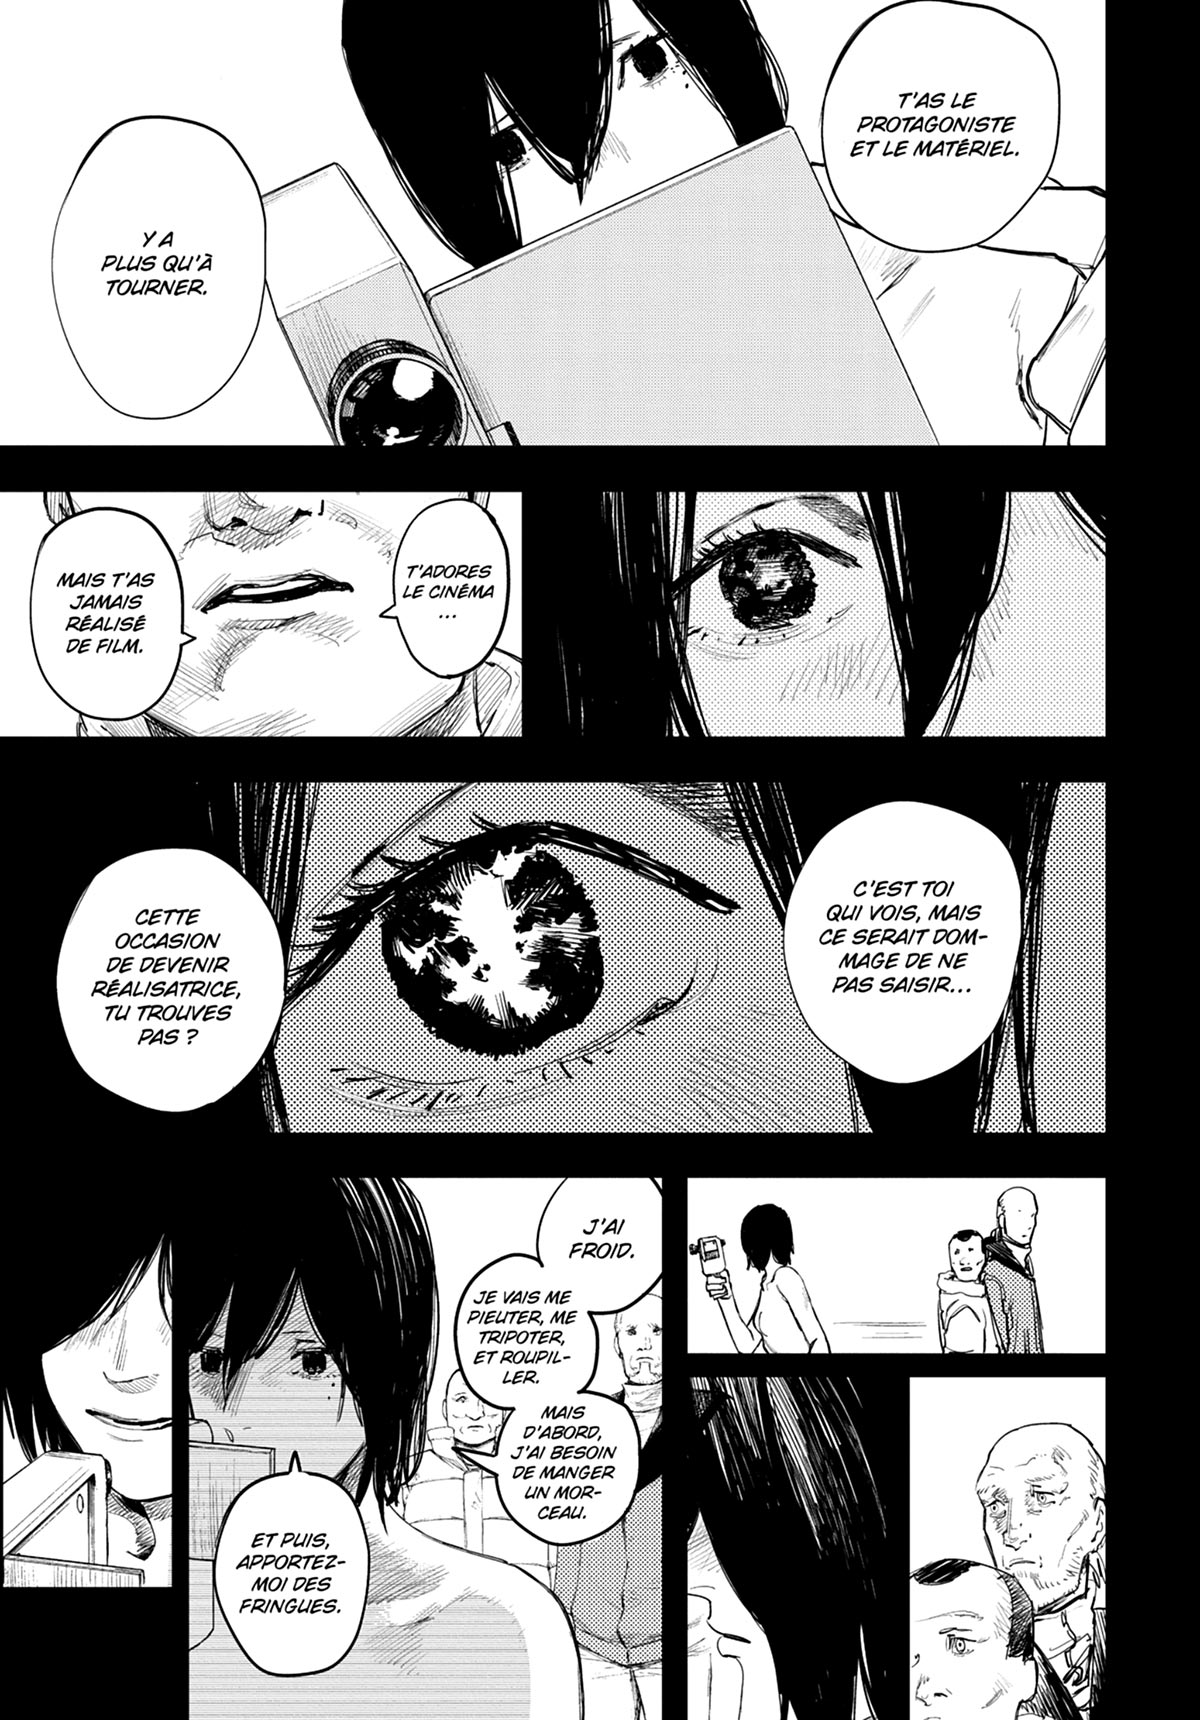 T'AS LE
PROTAGONISTE
ET LE MATÉRIEL.
Y A
PLUS QU'À
TOURNER.
T'ADORES
LE CINÉMA
...
MAIS T'AS
JAMAIS
RÉALISÉ
DE FILM.
C'EST TOI
QUI VOIS, MAIS
CE SERAIT DOM-
MAGE DE NE
PAS SAISIR...
CETTE
OCCASION
DE DEVENIR
RÉALISATRICE,
TU TROUVES
PAS ?
J'AI
FROID.
JE VAIS ME
PIEUTER, ME
TRIPOTER,
ET ROUPIL-
LER.
MAIS
D'ABORD,
J'AI BESOIN
DE MANGER
UN MOR-
CEAU.
ET PUIS,
APPORTEZ-
MOI DES
FRINGUES.